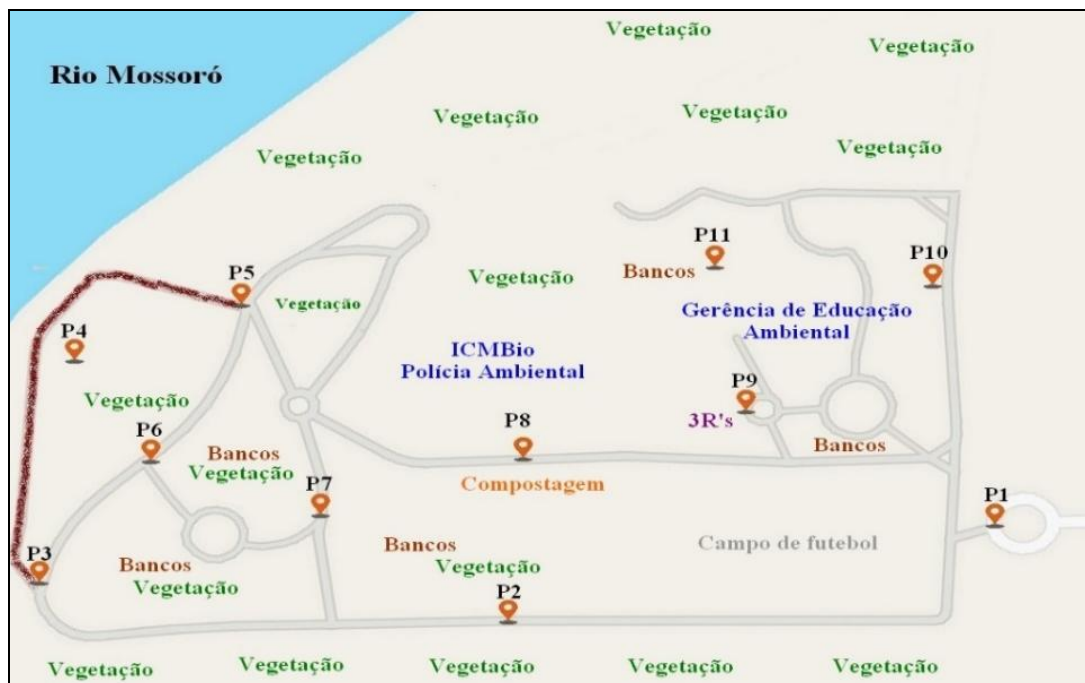 Vegetação
Vegetação
Rio Mossoró
Vegetação
Vegetação
Vegetação
Vegetação
P11
P10
Bancos
P5
Vegetação
Vegetação
Gerência de Educação
Ambiental
P4
ICMBio
Polícia Ambiental
P9
Vegetação
3R's
P8
P6
Bancos
Bancos
Vegetação
P7
Compostagem
P1
Campo de futebol
P3
Bancos
Bancos
Vegetação
Vegetação
P2
Vegetação
Vegetação
Vegetação
Vegetação
Vegetação